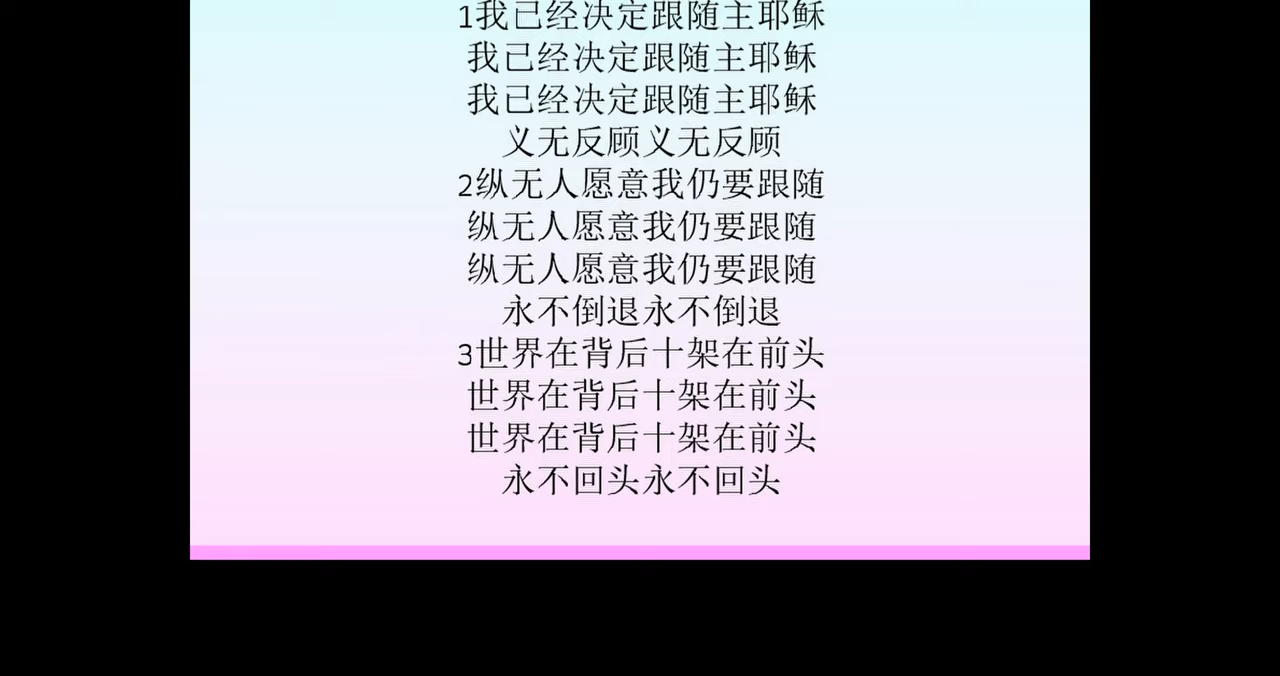 1我已经决定跟随主耶稣
我已经决定跟随主耶稣
我已经决定跟随主耶稣
义无反顾义无反顾
2纵无人愿意我仍要跟随
纵无人愿意我仍要跟随
纵无人愿意我仍要跟随
永不倒退永不倒退
3世界在背后十架在前头
世界在背后十架在前头
世界在背后十架在前头
永不回头永不回头